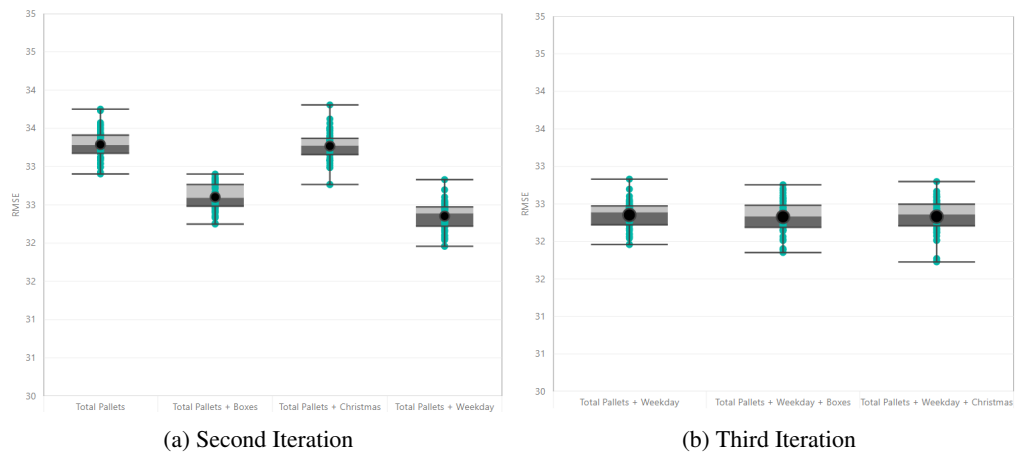 35
35
34
34
33
33
32
32
31
31
30
RMSE
Total Pallets
Total Pallets + Boxes
Total Pallets + Christmas
Total Pallets + Weekday
(a) Second Iteration
35
35
34
34
33
33
32
32
31
31
30
RMSE
Total Pallets + Weekday
Total Pallets + Weekday + Boxes
Total Pallets + Weekday + Christmas
(b) Third Iteration